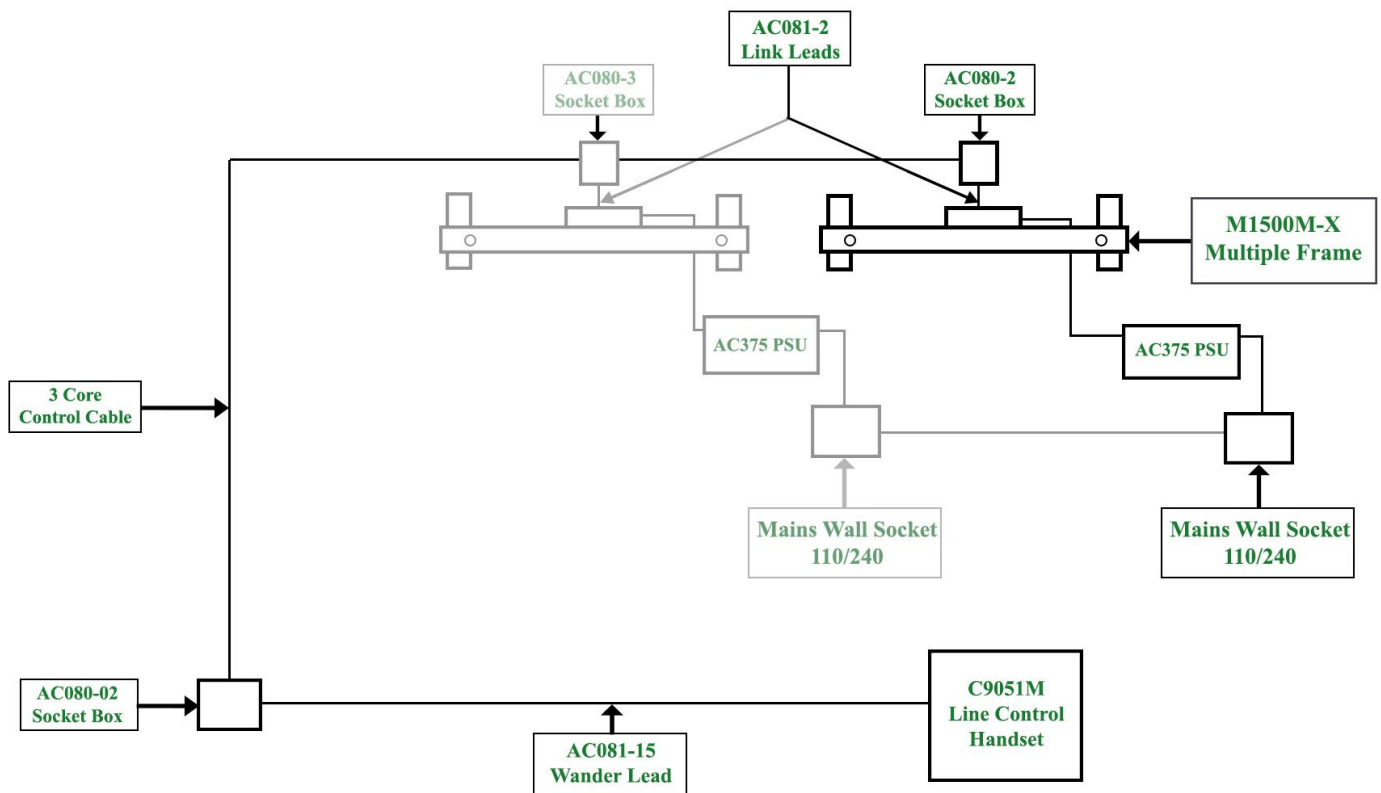 AC081-2
Link Leads
AC080-3
Socket Box
AC080-2
Socket Box
M1500M-X
Multiple Frame
AC375 PSU
AC375 PSU
3 Core
Control Cable
Mains Wall Socket
110/240
Mains Wall Socket
110/240
AC080-02
Socket Box
C9051M
Line Control
Handset
AC081-15
Wander Lead